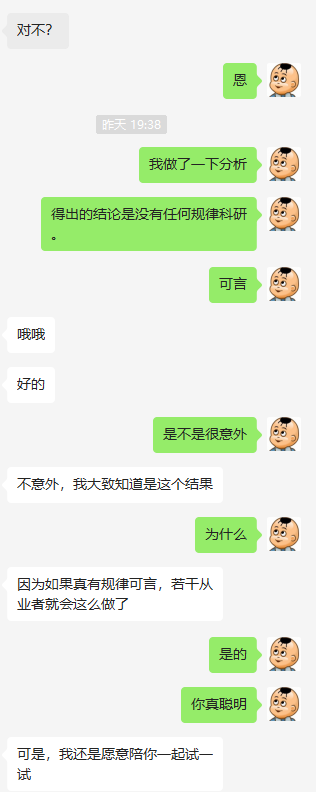 对不?
恩
昨天 19:38
我做了一下分析
得出的结论是没有任何规律科研
。
可言
哦哦
好的
是不是很意外
不意外，我大致知道是这个结果
为什么
因为如果真有规律可言，若干从
业者就会这么做了
是的
你真聪明
可是，我还是愿意陪你一起试一
试